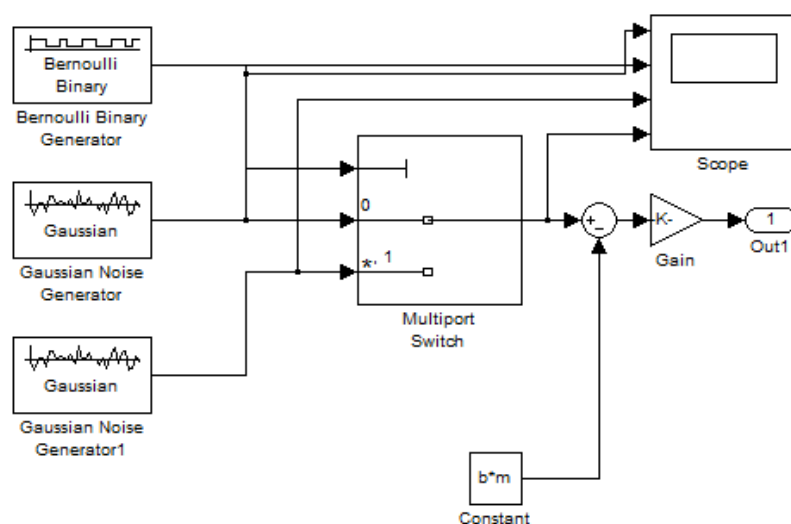 Bernoulli
Binary
Bernoulli Binary
Generator
Scope
0
Gaussian
+
-
K-
1
Out1
Gain
Gaussian Noise
Generator
*, 1
Multiport
Switch
Gaussian
Gaussian Noise
Generator1
b*m
Constant